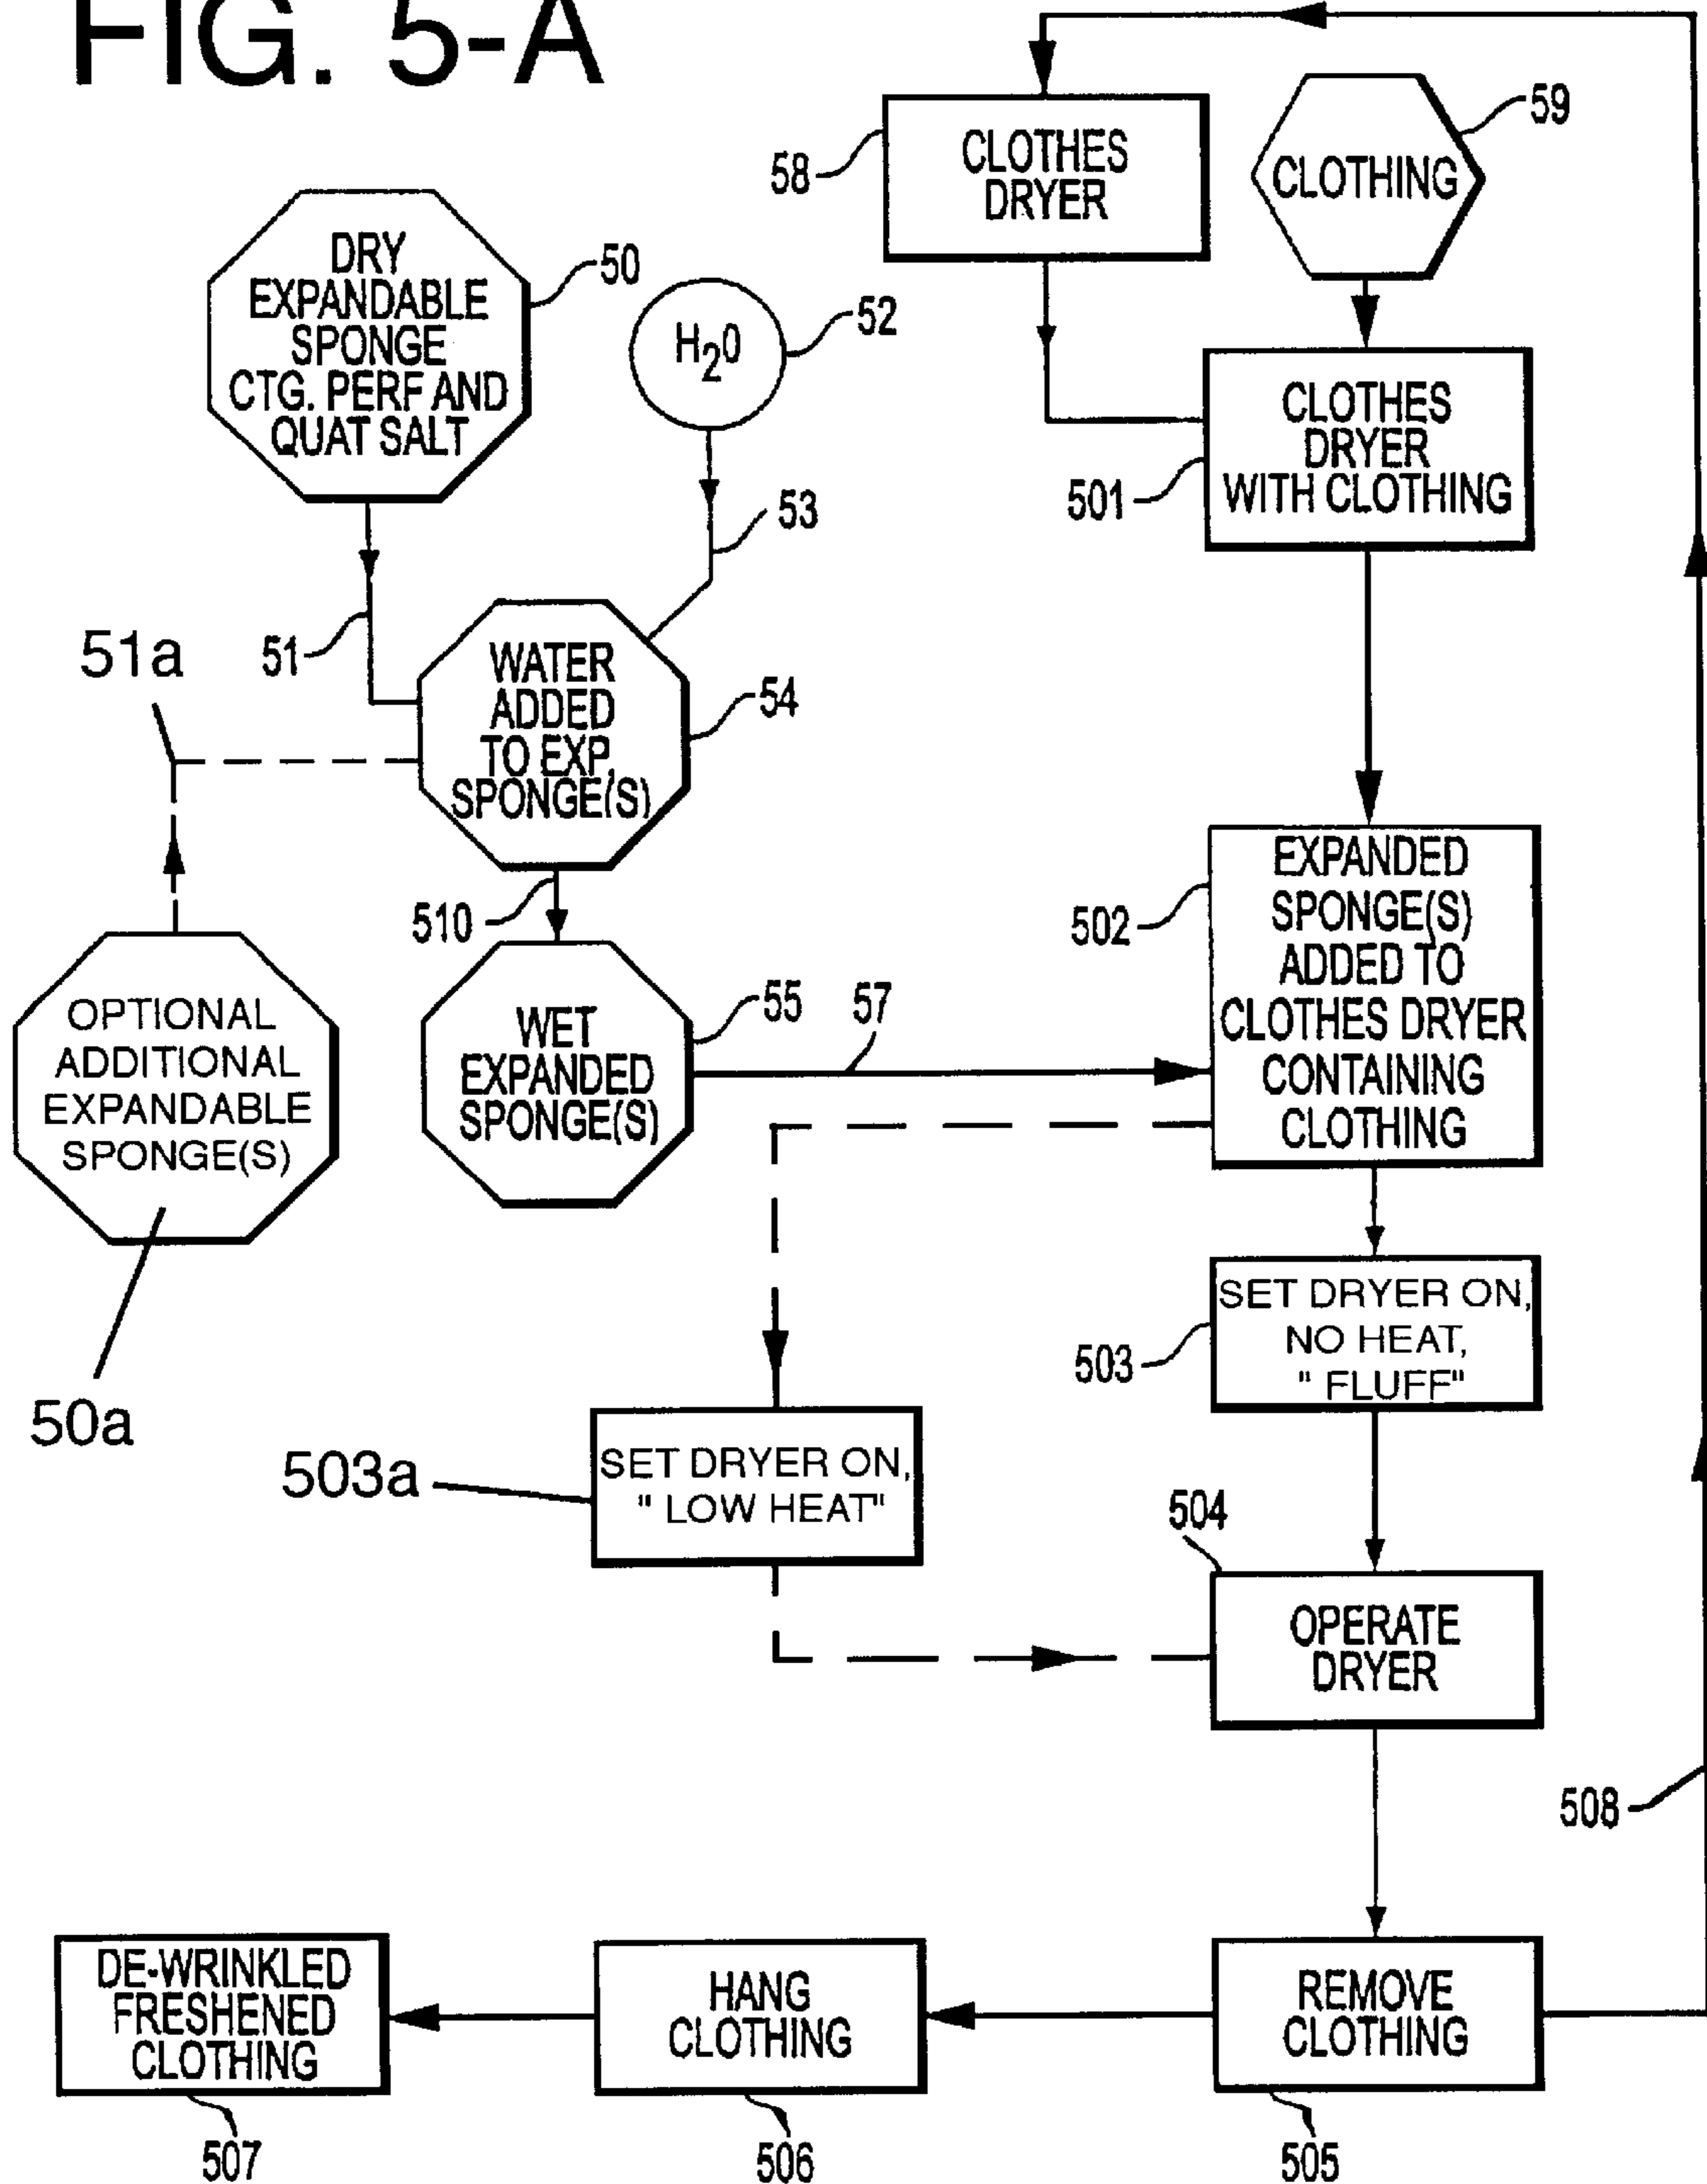 FIG. 5-A
58
CLOTHES
DRYER
59
CLOTHING
DRY
EXPANDABLE
SPONGE
CTG. PERF AND
QUAT SALT
50
H₂0
52
CLOTHES
DRYER
WITH CLOTHING
501
53
51
51a
WATER
ADDED
TO EXP.
SPONGE(S)
54
510
OPTIONAL
ADDITIONAL
EXPANDABLE
SPONGE(S)
50a
WET
EXPANDED
SPONGE(S)
55
57
502
EXPANDED
SPONGE(S)
ADDED TO
CLOTHES DRYER
CONTAINING
CLOTHING
503
SET DRYER ON,
NO HEAT,
" FLUFF"
503a
SET DRYER ON,
" LOW HEAT"
504
OPERATE
DRYER
508
DE-WRINKLED
FRESHENED
CLOTHING
507
HANG
CLOTHING
506
REMOVE
CLOTHING
505